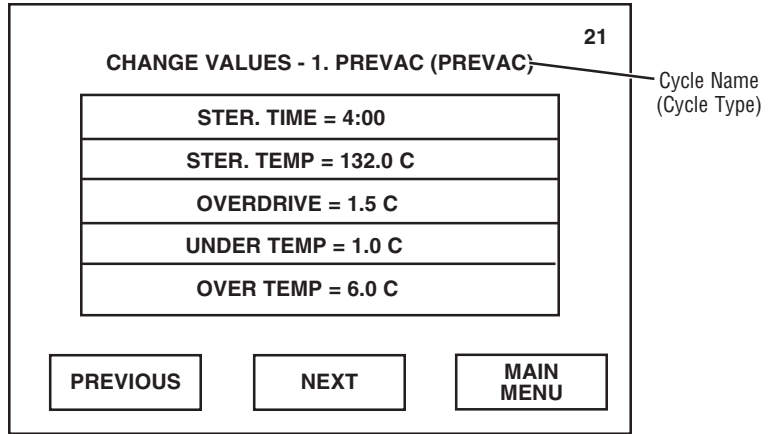 21
CHANGE VALUES - 1. PREVAC (PREVAC)
Cycle Name
(Cycle Type)
STER. TIME = 4:00
STER. TEMP = 132.0 C
OVERDRIVE = 1.5 C
UNDER TEMP = 1.0 C
OVER TEMP = 6.0 C
PREVIOUS
NEXT
MAIN
MENU